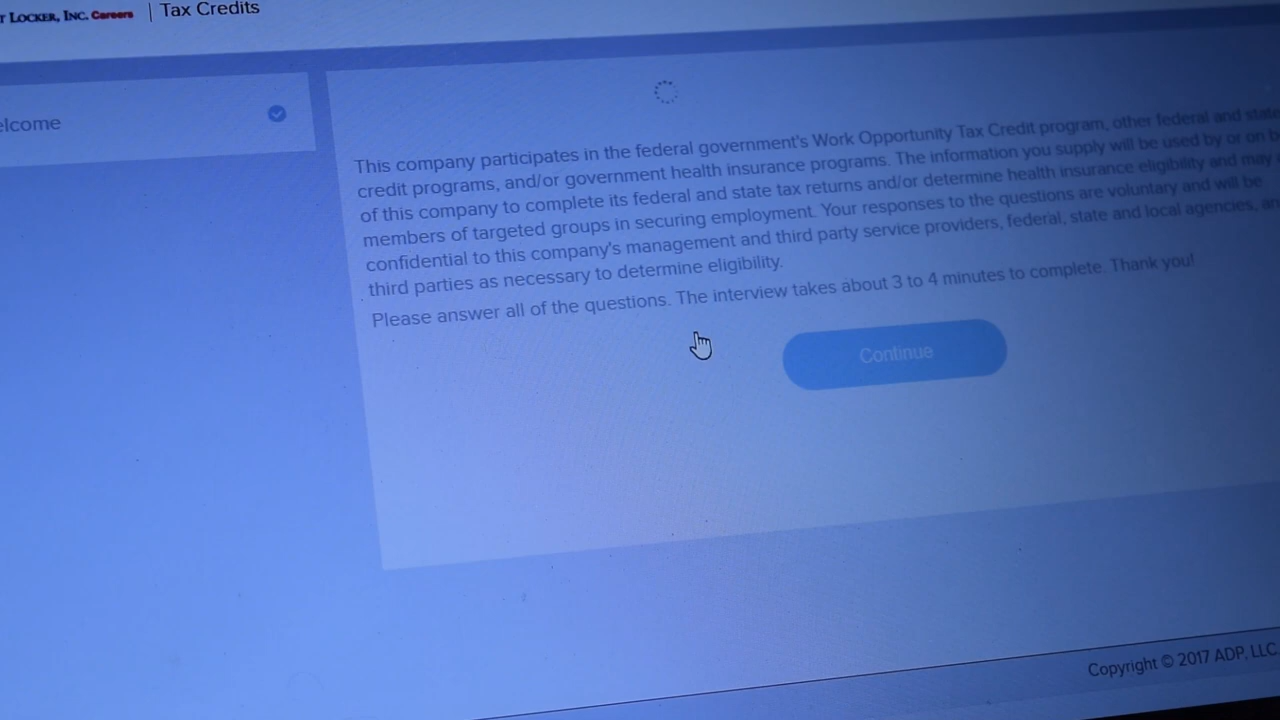 T LOCKER, INC. Careers | Tax Credits
elcome
This company participates in the federal government's Work Opportunity Tax Credit program, other federal and state
credit programs, and/or government health insurance programs. The information you supply will be used by or on b
of this company to complete its federal and state tax returns and/or determine health insurance eligibility and may
members of targeted groups in securing employment. Your responses to the questions are voluntary and will be
confidential to this company's management and third party service providers, federal, state and local agencies, an
third parties as necessary to determine eligibility.
Please answer all of the questions. The interview takes about 3 to 4 minutes to complete. Thank you!
Continue
Copyright © 2017 ADP, LLC